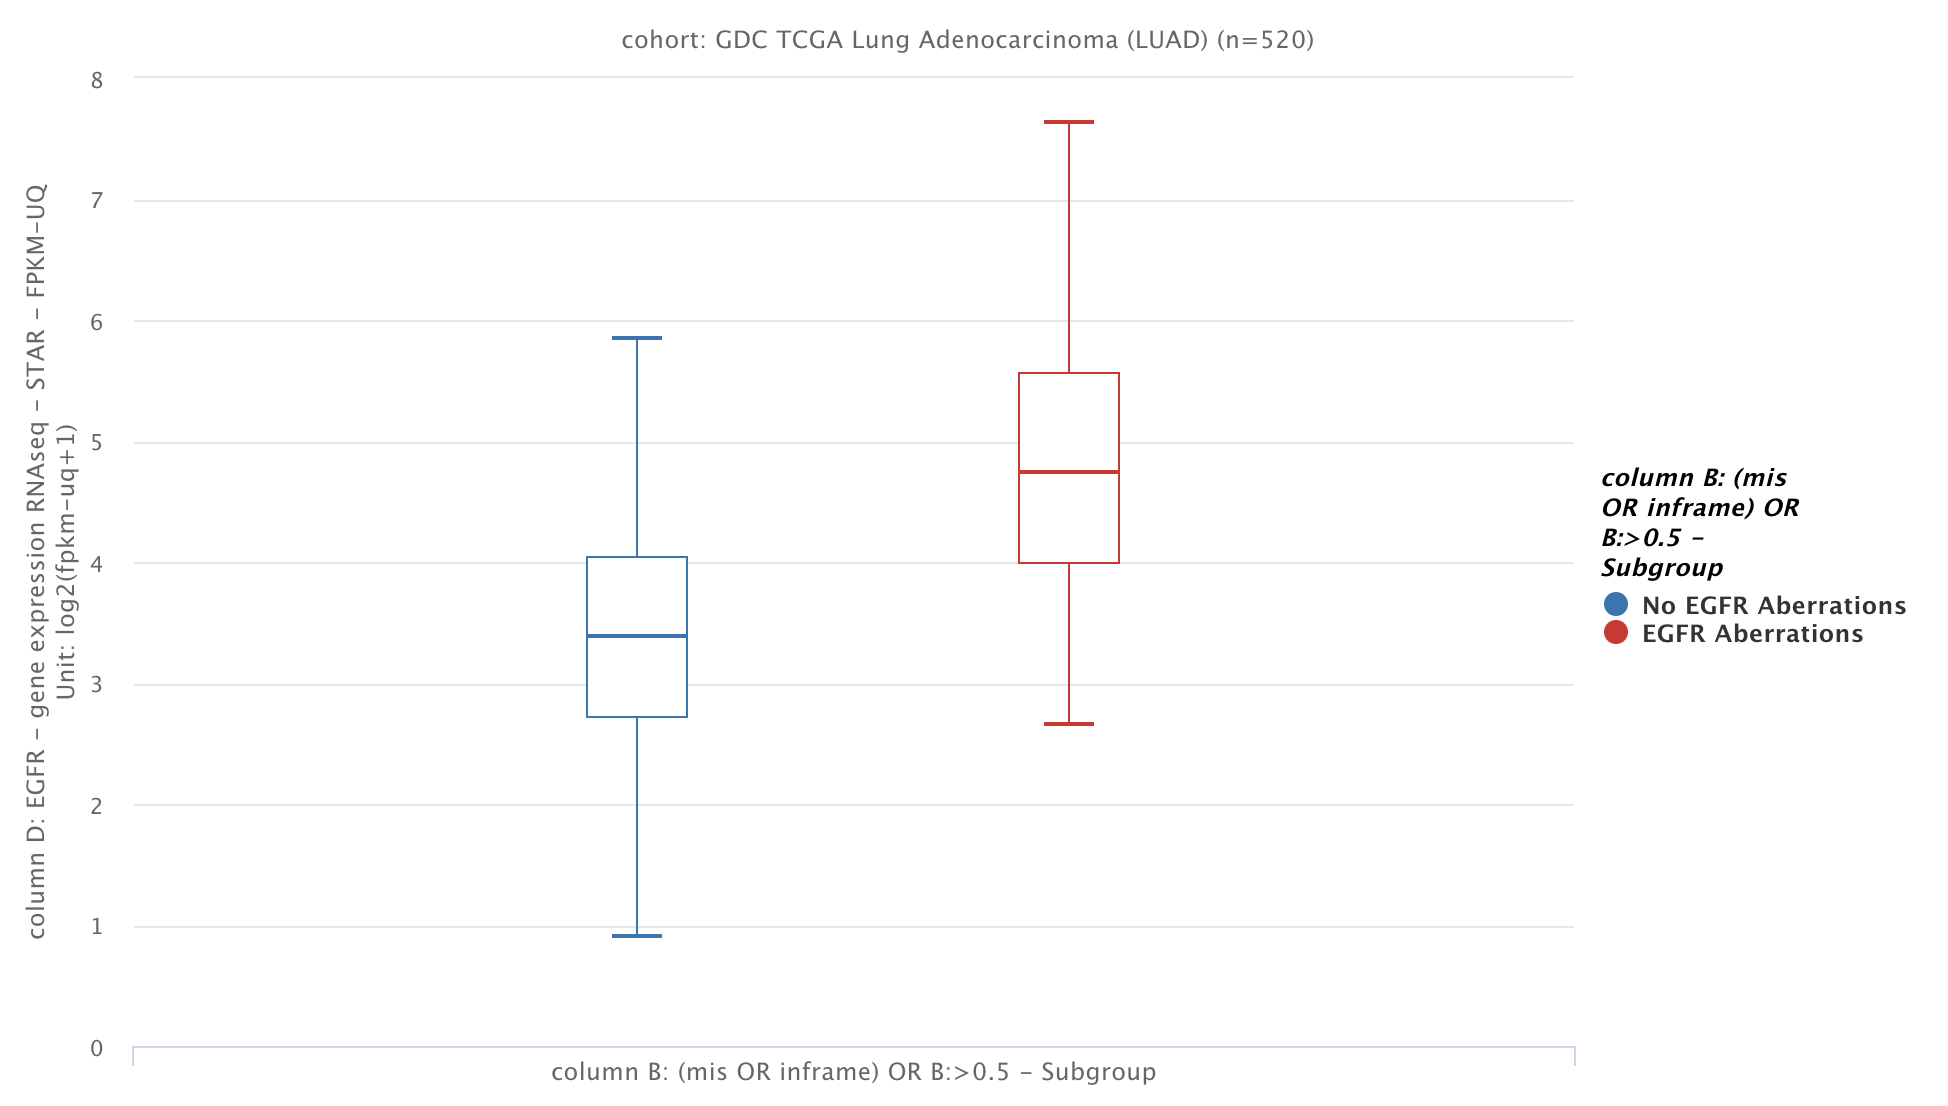 cohort: GDC TCGA Lung Adenocarcinoma (LUAD) (n=520)
column D: EGFR – gene expression RNAseq – STAR – FPKM–UQ
Unit: log2(fpkm–uq+1)
8
7
6
5
4
3
2
1
0
column B: (mis OR inframe) OR B:>0.5 – Subgroup
column B: (mis
OR inframe) OR
B:>0.5 –
Subgroup
No EGFR Aberrations
EGFR Aberrations